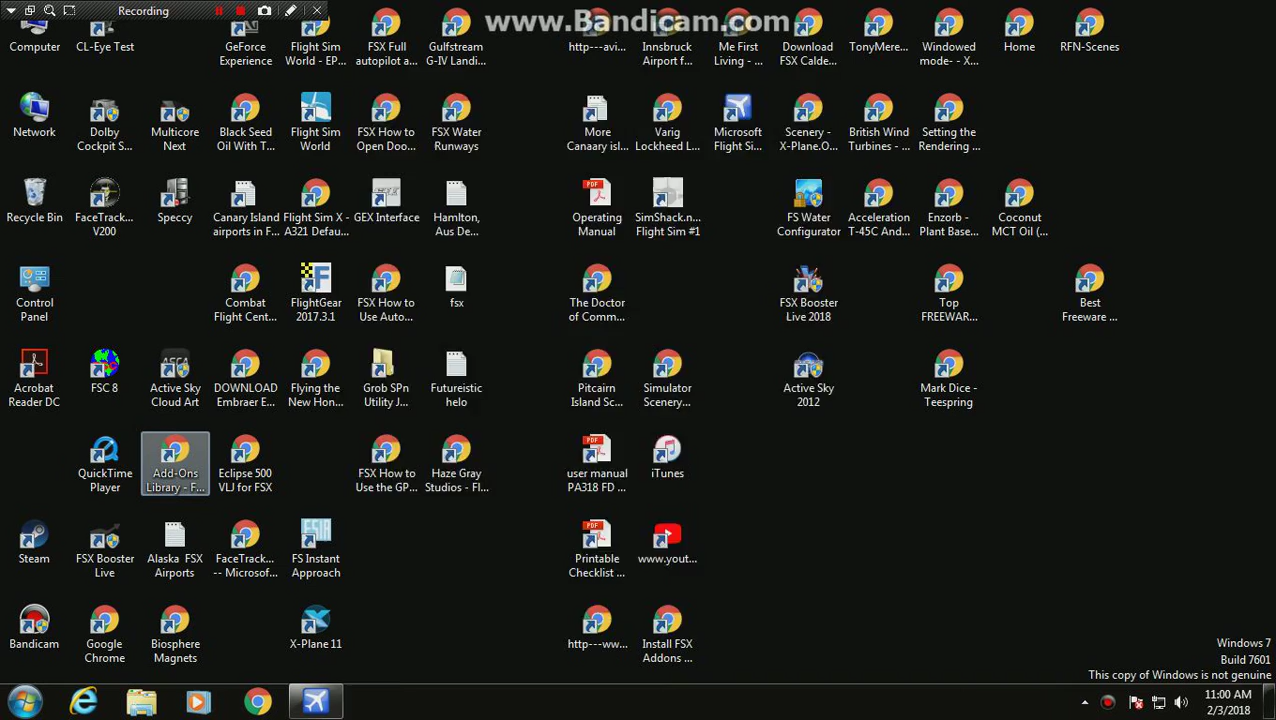 Recording
www.Bandicam.com
Computer
CL-Eye Test
GeForce
Experience
Flight Sim
World - EP...
FSX Full
autopilot a...
Gulfstream
G-IV Landi...
http---avi...
Innsbruck
Airport f...
Me First
Living - ...
Download
FSX Calde...
TonyMere...
Windowed
mode- - X...
Home
RFN-Scenes
Network
Dolby
Cockpit S...
Multicore
Next
Black Seed
Oil With T...
Flight Sim
World
FSX How to
Open Doo...
FSX Water
Runways
More
Canaary isl...
Varig
Lockheed L...
Microsoft
Flight Si...
Scenery -
X-Plane.O...
British Wind
Turbines - ...
Setting the
Rendering ...
Recycle Bin
FaceTrack...
V200
Speccy
Canary Island
airports in F...
Flight Sim X -
A321 Defau...
GEX Interface
Hamlton,
Aus De...
Operating
Manual
SimShack.n...
Flight Sim #1
FS Water
Configurator
Acceleration
T-45C And...
Enzorb -
Plant Base...
Coconut
MCT Oil (...
Control
Panel
Combat
Flight Cent...
FlightGear
2017.3.1
FSX How to
Use Auto...
fsx
The Doctor
of Comm...
FSX Booster
Live 2018
Top
FREEWAR...
Best
Freeware ...
Acrobat
Reader DC
FSC 8
Active Sky
Cloud Art
DOWNLOAD
Embraer E...
Flying the
New Hon...
Grob SPn
Utility J...
Futureistic
helo
Pitcairn
Island Sc...
Simulator
Scenery...
Active Sky
2012
Mark Dice -
Teespring
QuickTime
Player
Add-Ons
Library - F...
Eclipse 500
VLJ for FSX
FSX How to
Use the GP...
Haze Gray
Studios - Fl...
user manual
PA318 FD ...
iTunes
Steam
FSX Booster
Live
Alaska FSX
Airports
FaceTrack...
-- Microsof...
FS Instant
Approach
Printable
Checklist ...
www.yout...
Bandicam
Google
Chrome
Biosphere
Magnets
X-Plane 11
http---ww...
Install FSX
Addons ...
Windows 7
Build 7601
This copy of Windows is not genuine
11:00 AM
2/3/2018